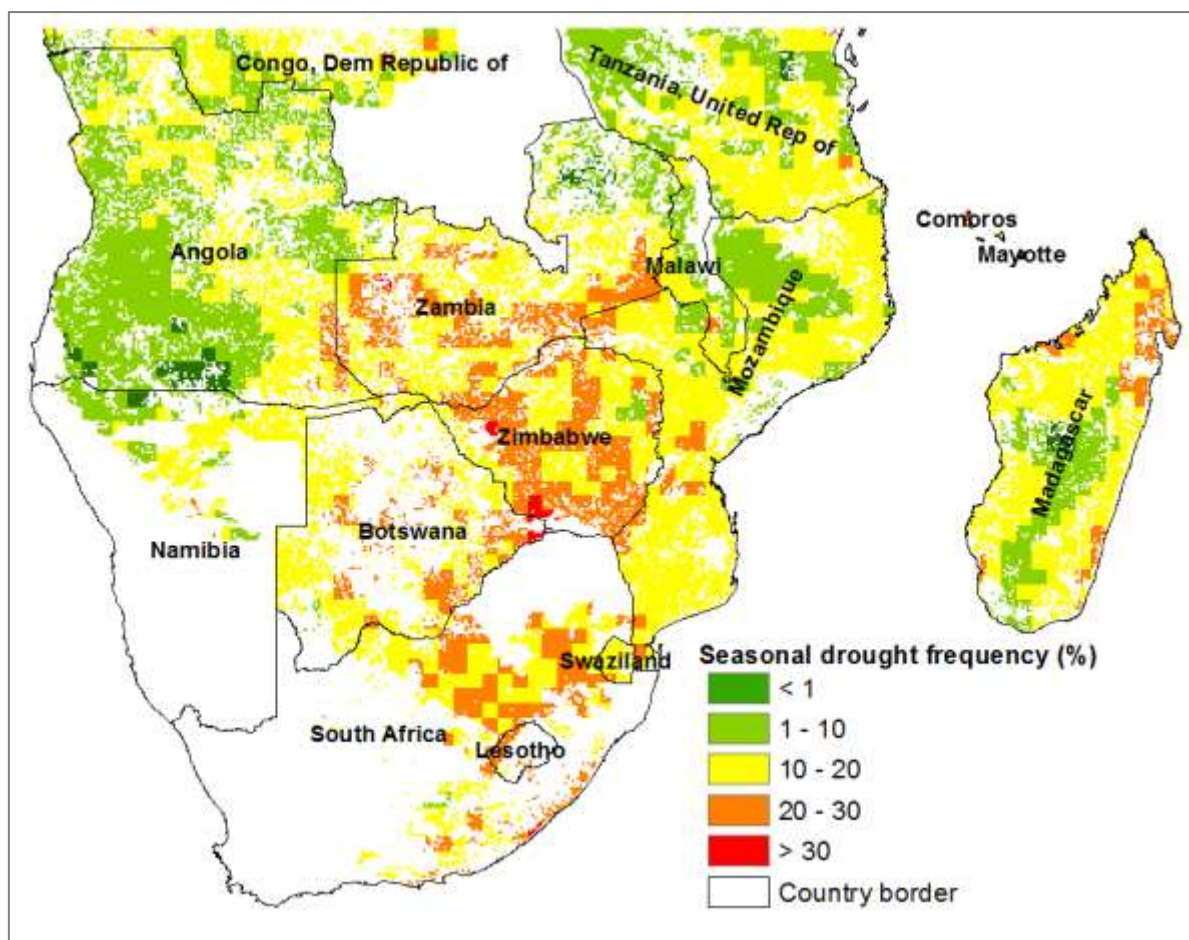 Congo, Dem Republic of
Tanzania, United Rep of
Comoros
Mayotte
Angola
Malawi
Zambia
Mozambique
Zimbabwe
Madagascar
Botswana
Namibia
Swaziland
South Africa
Lesotho
Seasonal drought frequency (%)
< 1
1 - 10
10 - 20
20 - 30
> 30
Country border